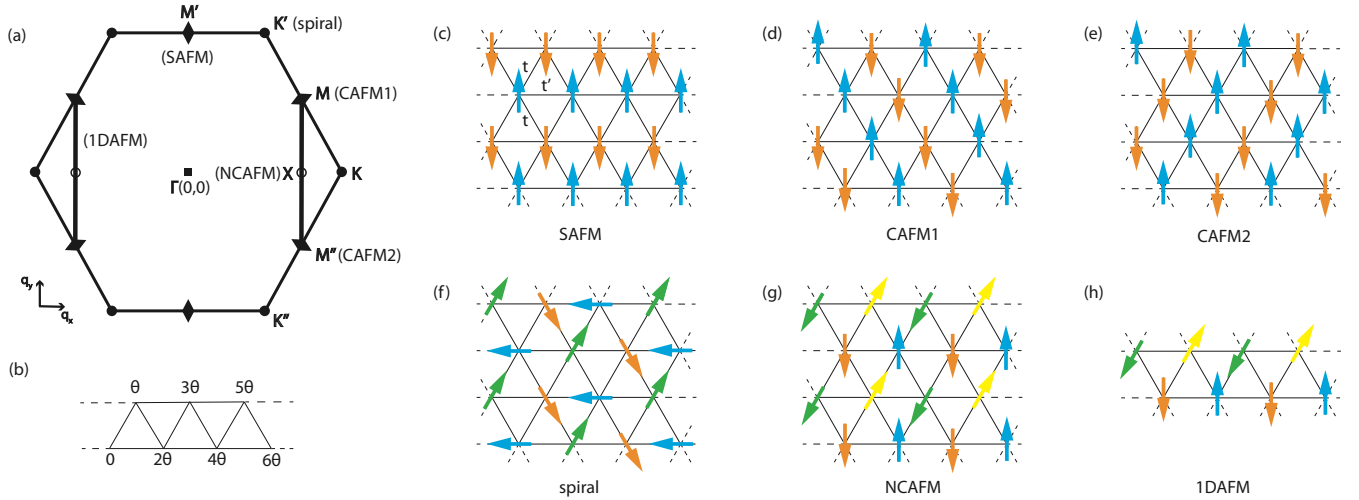 (a)
M′
K′ (spiral)
(SAFM)
M (CAFM1)
(1DAFM)
Γ(0,0)
(NCAFM) X
K
M″ (CAFM2)
q_y
q_x
K″
(b)
θ 3θ 5θ
0 2θ 4θ 6θ
(c)
t
t′
t
SAFM
(d)
CAFM1
(e)
CAFM2
(f)
spiral
(g)
NCAFM
(h)
1DAFM